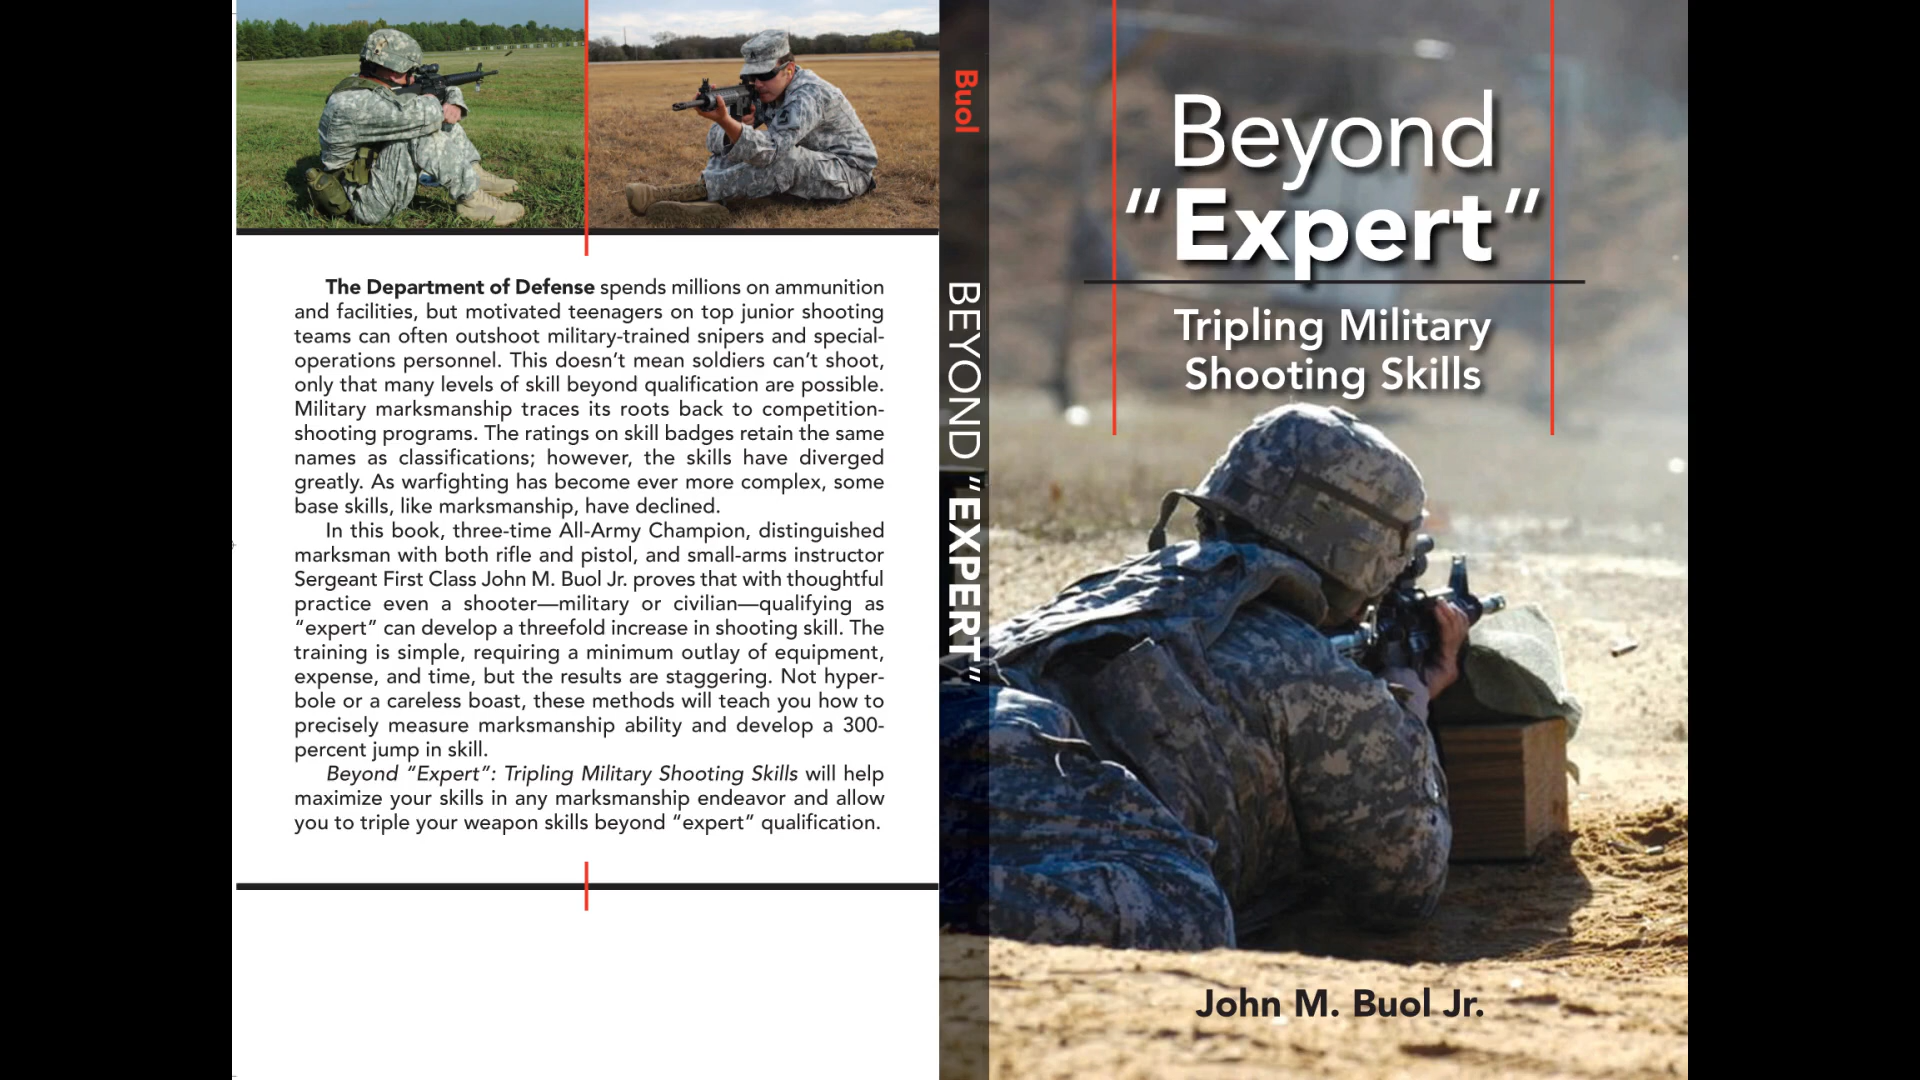 The Department of Defense spends millions on ammunition
and facilities, but motivated teenagers on top junior shooting
teams can often outshoot military-trained snipers and special-
operations personnel. This doesn't mean soldiers can't shoot,
only that many levels of skill beyond qualification are possible.
Military marksmanship traces its roots back to competition-
shooting programs. The ratings on skill badges retain the same
names as classifications; however, the skills have diverged
greatly. As warfighting has become ever more complex, some
base skills, like marksmanship, have declined.
In this book, three-time All-Army Champion, distinguished
marksman with both rifle and pistol, and small-arms instructor
Sergeant First Class John M. Buol Jr. proves that with thoughtful
practice even a shooter—military or civilian—qualifying as
“expert” can develop a threefold increase in shooting skill. The
training is simple, requiring a minimum outlay of equipment,
expense, and time, but the results are staggering. Not hyper-
bole or a careless boast, these methods will teach you how to
precisely measure marksmanship ability and develop a 300-
percent jump in skill.
Beyond “Expert”: Tripling Military Shooting Skills will help
maximize your skills in any marksmanship endeavor and allow
you to triple your weapon skills beyond “expert” qualification.
Buol
BEYOND “EXPERT”
Beyond
“Expert”
Tripling Military
Shooting Skills
John M. Buol Jr.